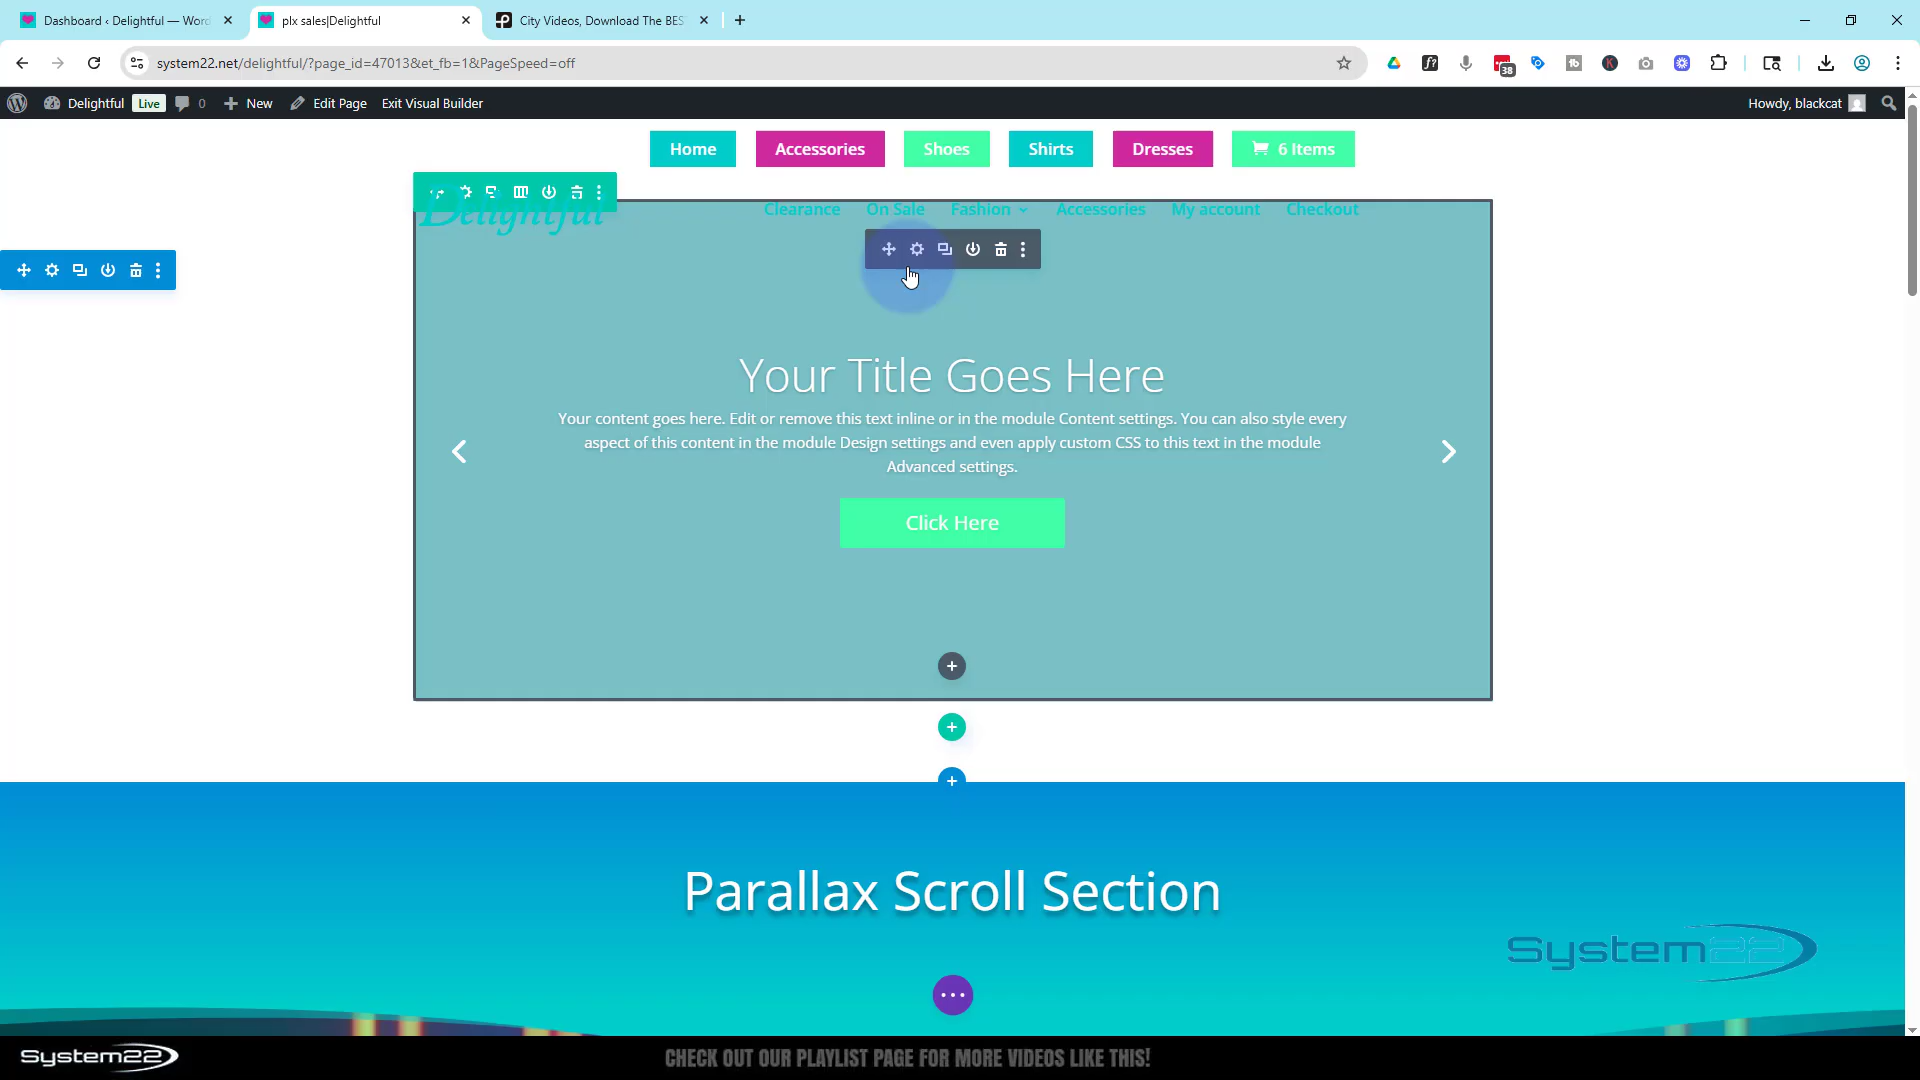 Dashboard ‹ Delightful — Word
plx sales|Delightful
City Videos, Download The BES
system22.net/delightful/?page_id=47013&et_fb=1&PageSpeed=off
38
Delightful Live 0 New Edit Page Exit Visual Builder Howdy, blackcat
Home Accessories Shoes Shirts Dresses 6 Items
Delightful
Clearance On Sale Fashion Accessories My account Checkout
Your Title Goes Here
Your content goes here. Edit or remove this text inline or in the module Content settings. You can also style every
aspect of this content in the module Design settings and even apply custom CSS to this text in the module
Advanced settings.
Click Here
Parallax Scroll Section
System22
System22
CHECK OUT OUR PLAYLIST PAGE FOR MORE VIDEOS LIKE THIS!